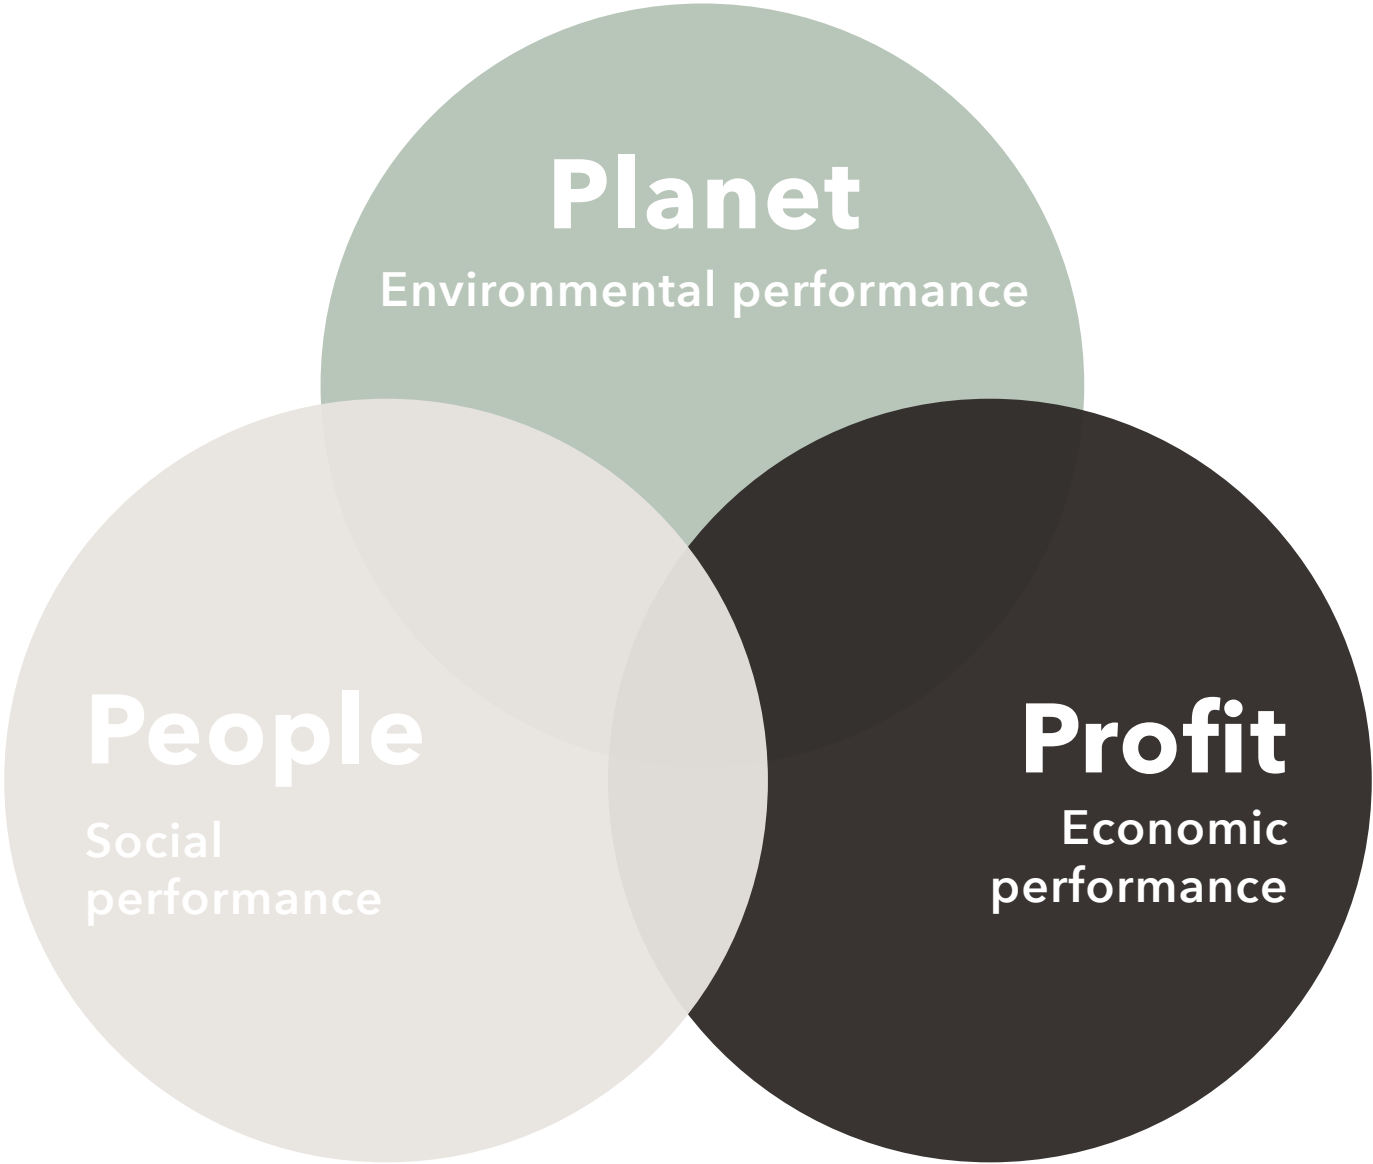 Planet
Environmental performance
People
Social
performance
Profit
Economic
performance